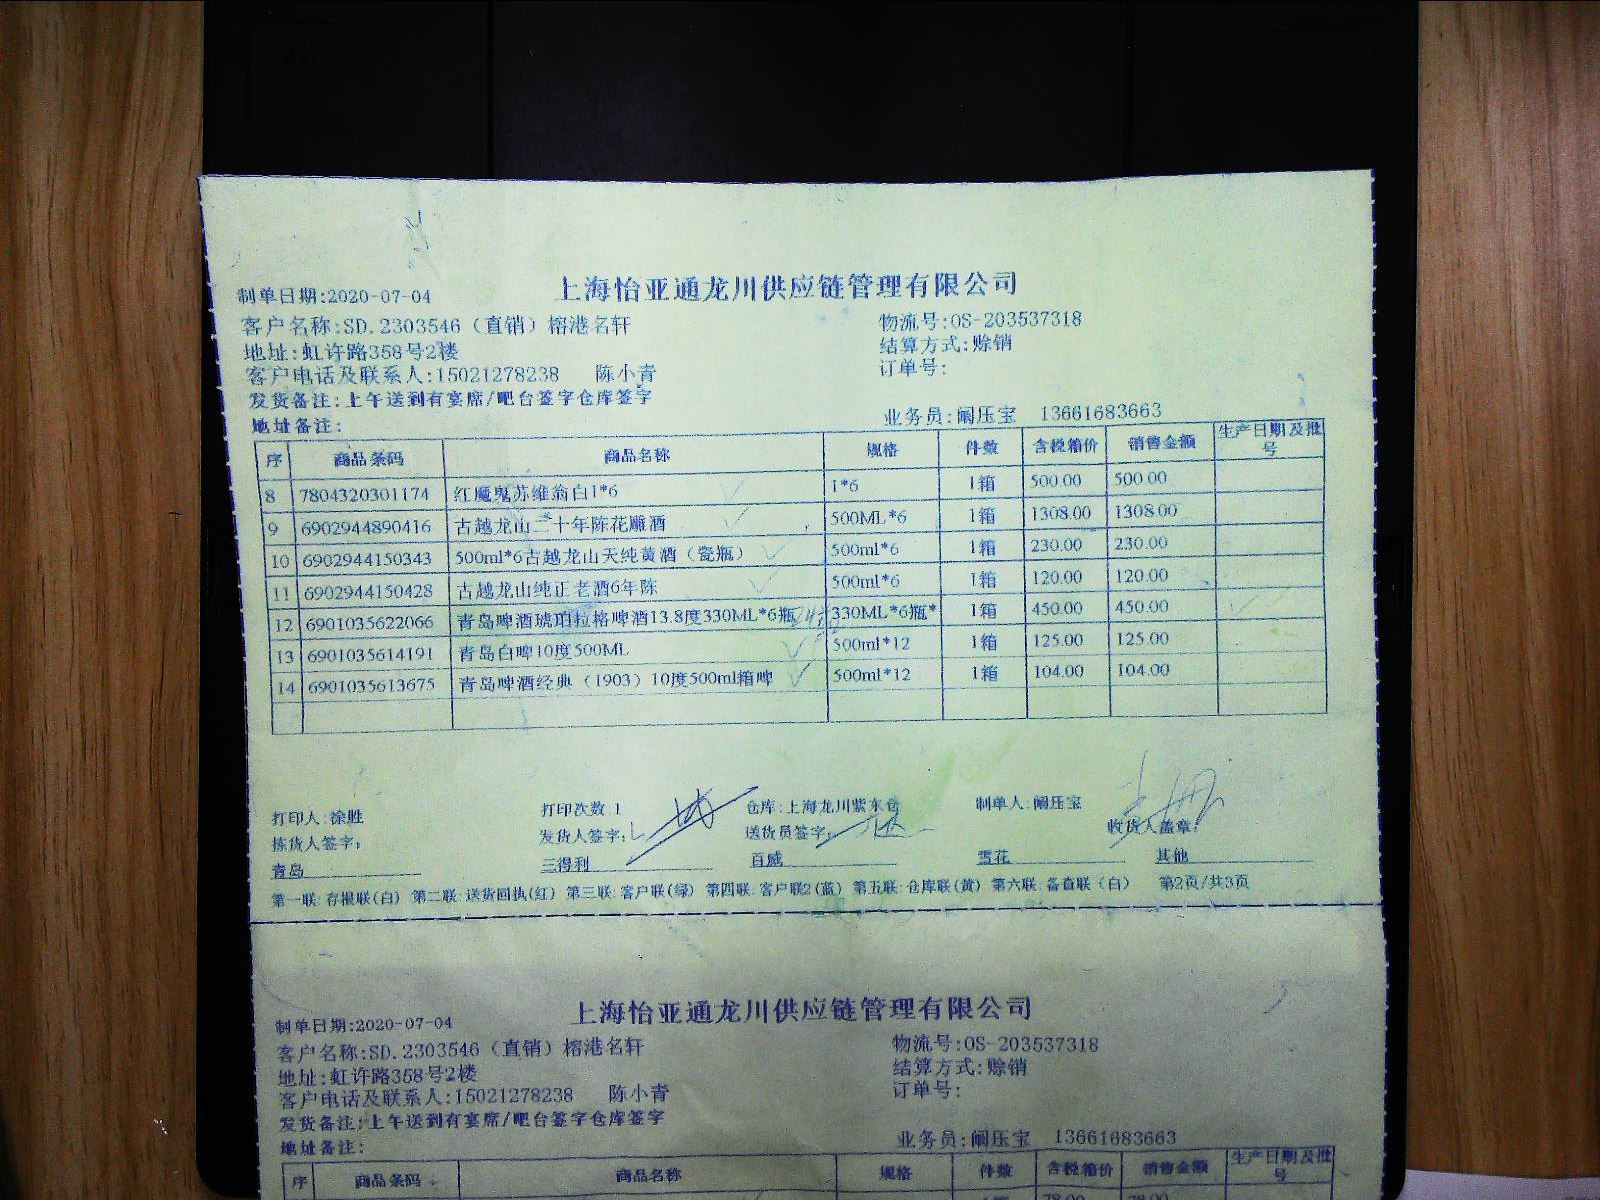 上海怡亚通龙川供应链管理有限公司
制单日期:2020-07-04
客户名称:SD.2303546（直销）榕港名轩 物流号:OS-203537318
地址:虹许路358号2楼 结算方式:赊销
客户电话及联系人:15021278238 陈小青 订单号:
发货备注:上午送到有宴席/吧台签字仓库签字
地址备注: 业务员:阚压宝 13661683663
序 商品条码 商品名称 规格 件数 含税箱价 销售金额 生产日期及批号
8 7804320301174 红魔鬼苏维翁白1*6 1*6 1箱 500.00 500.00
9 6902944890416 古越龙山二十年陈花雕酒 500ML*6 1箱 1308.00 1308.00
10 6902944150343 500ml*6古越龙山天纯黄酒（瓷瓶） 500ml*6 1箱 230.00 230.00
11 6902944150428 古越龙山纯正老酒6年陈 500ml*6 1箱 120.00 120.00
12 6901035622066 青岛啤酒琥珀拉格啤酒13.8度330ML*6瓶 330ML*6瓶* 1箱 450.00 450.00
13 6901035614191 青岛白啤10度500ML 500ml*12 1箱 125.00 125.00
14 6901035613675 青岛啤酒经典（1903）10度500ml箱啤 500ml*12 1箱 104.00 104.00
打印人:徐胜 打印次数 1 仓库:上海龙川紫东仓 制单人:阚压宝
拣货人签字: 发货人签字: 送货员签字: 收货人盖章:
青岛 三得利 百威 雪花 其他
第一联:存根联(白) 第二联:送货回执(红) 第三联:客户联(绿) 第四联:客户联2(蓝) 第五联:仓库联(黄) 第六联:备查联（白） 第2页/共3页
上海怡亚通龙川供应链管理有限公司
制单日期:2020-07-04
客户名称:SD.2303546（直销）榕港名轩 物流号:OS-203537318
地址:虹许路358号2楼 结算方式:赊销
客户电话及联系人:15021278238 陈小青 订单号:
发货备注:上午送到有宴席/吧台签字仓库签字
地址备注: 业务员:阚压宝 13661683663
序 商品条码 商品名称 规格 件数 含税箱价 销售金额 生产日期及批号
1箱 78.00 78.00